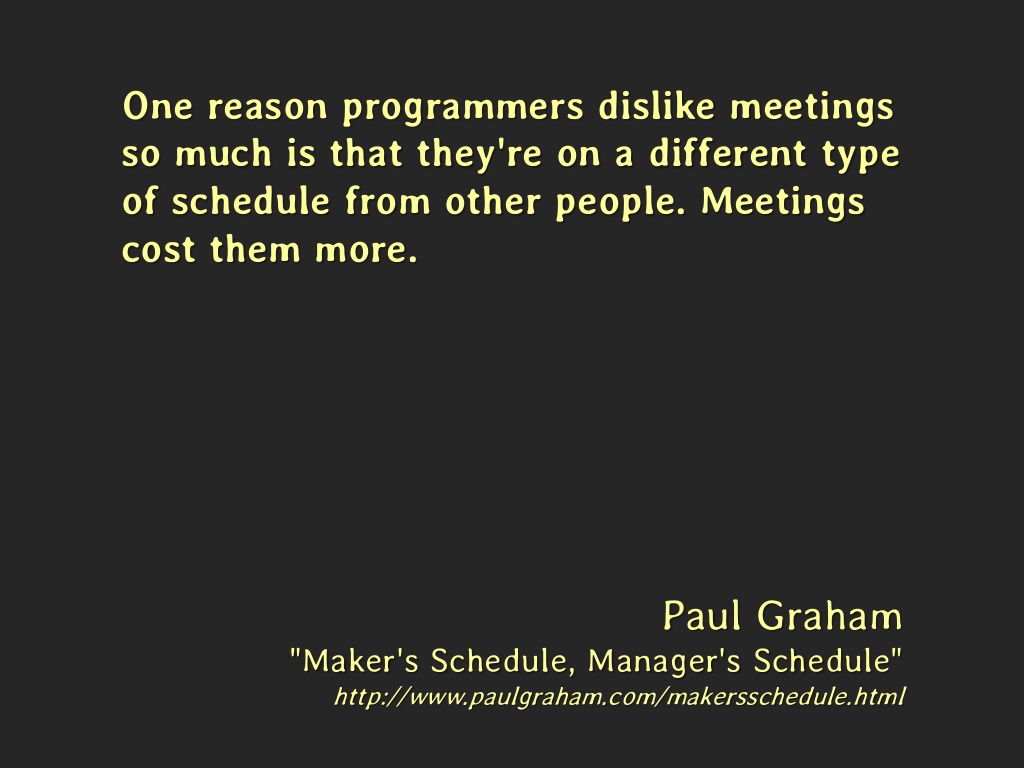 One reason programmers dislike meetings
so much is that they're on a different type
of schedule from other people. Meetings
cost them more.
Paul Graham
"Maker's Schedule, Manager's Schedule"
http://www.paulgraham.com/makersschedule.html